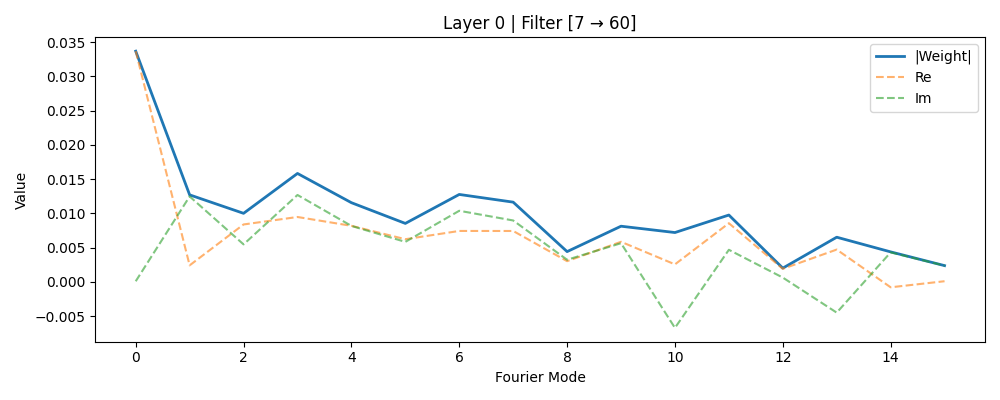 Layer 0 | Filter [7 → 60]
|Weight|
Re
Im
Value
0.035
0.030
0.025
0.020
0.015
0.010
0.005
0.000
−0.005
0 2 4 6 8 10 12 14
Fourier Mode